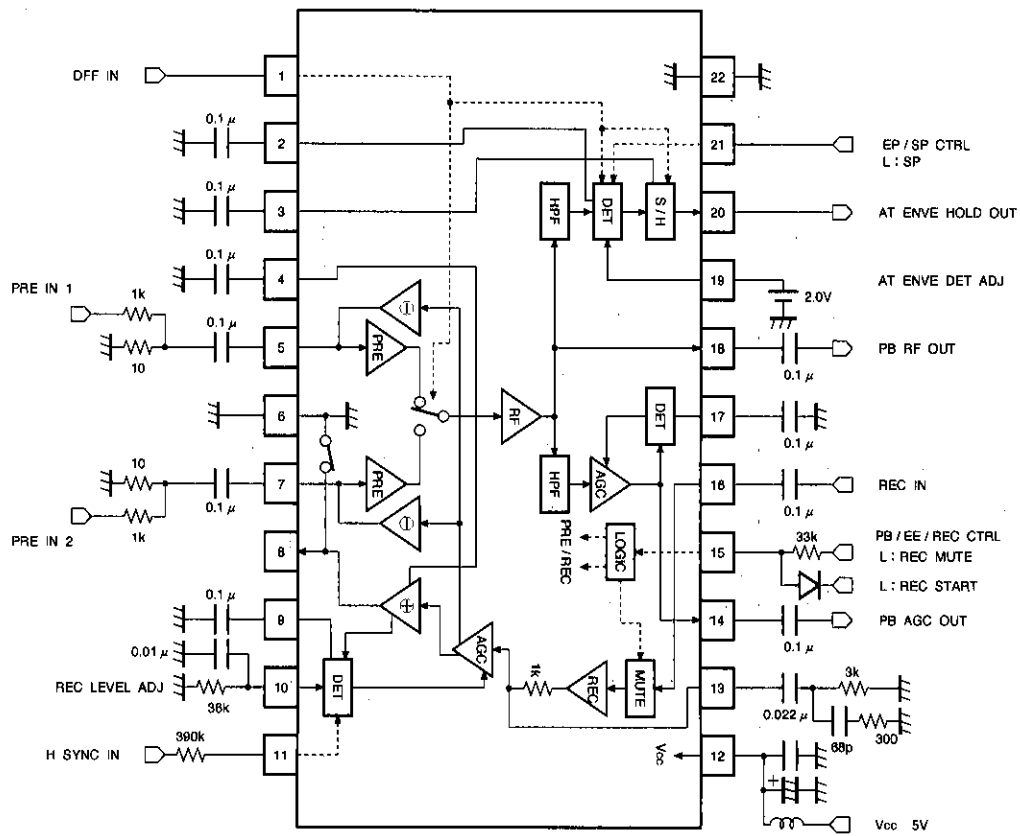 DFF IN
1
22
0.1 μ
2
21
EP / SP CTRL
L : SP
0.1 μ
3
HPF
DET
S / H
20
AT ENVE HOLD OUT
0.1 μ
4
19
AT ENVE DET ADJ
2.0V
PRE IN 1
1k
0.1 μ
10
5
PRE
18
PB RF OUT
0.1 μ
6
RF
DET
17
0.1 μ
10
0.1 μ
7
PRE
HPF
AGC
16
REC IN
0.1 μ
PRE IN 2
1k
8
PRE / REC
LOGIC
15
33k
PB / EE / REC CTRL
L : REC MUTE
L : REC START
0.1 μ
9
14
PB AGC OUT
0.1 μ
0.01 μ
REC LEVEL ADJ
36k
10
DET
AGC
1k
REC
MUTE
13
0.022 μ
3k
68p
300
H SYNC IN
390k
11
Vcc
12
+
Vcc 5V